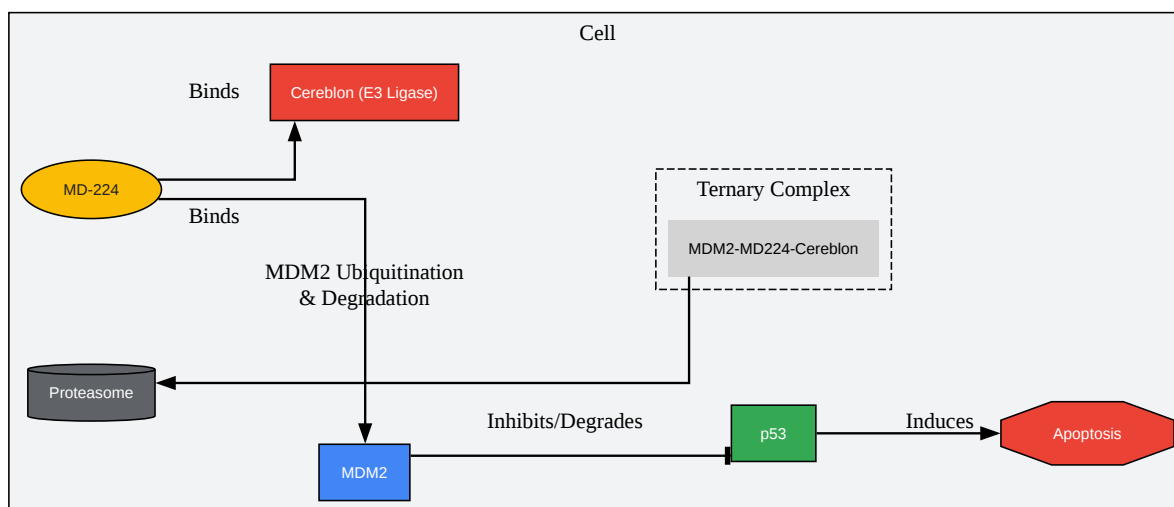 Cell
Binds
Cereblon (E3 Ligase)
MD-224
Binds
Ternary Complex
MDM2-MD224-Cereblon
MDM2 Ubiquitination
& Degradation
Proteasome
Inhibits/Degrades
p53
Induces
Apoptosis
MDM2